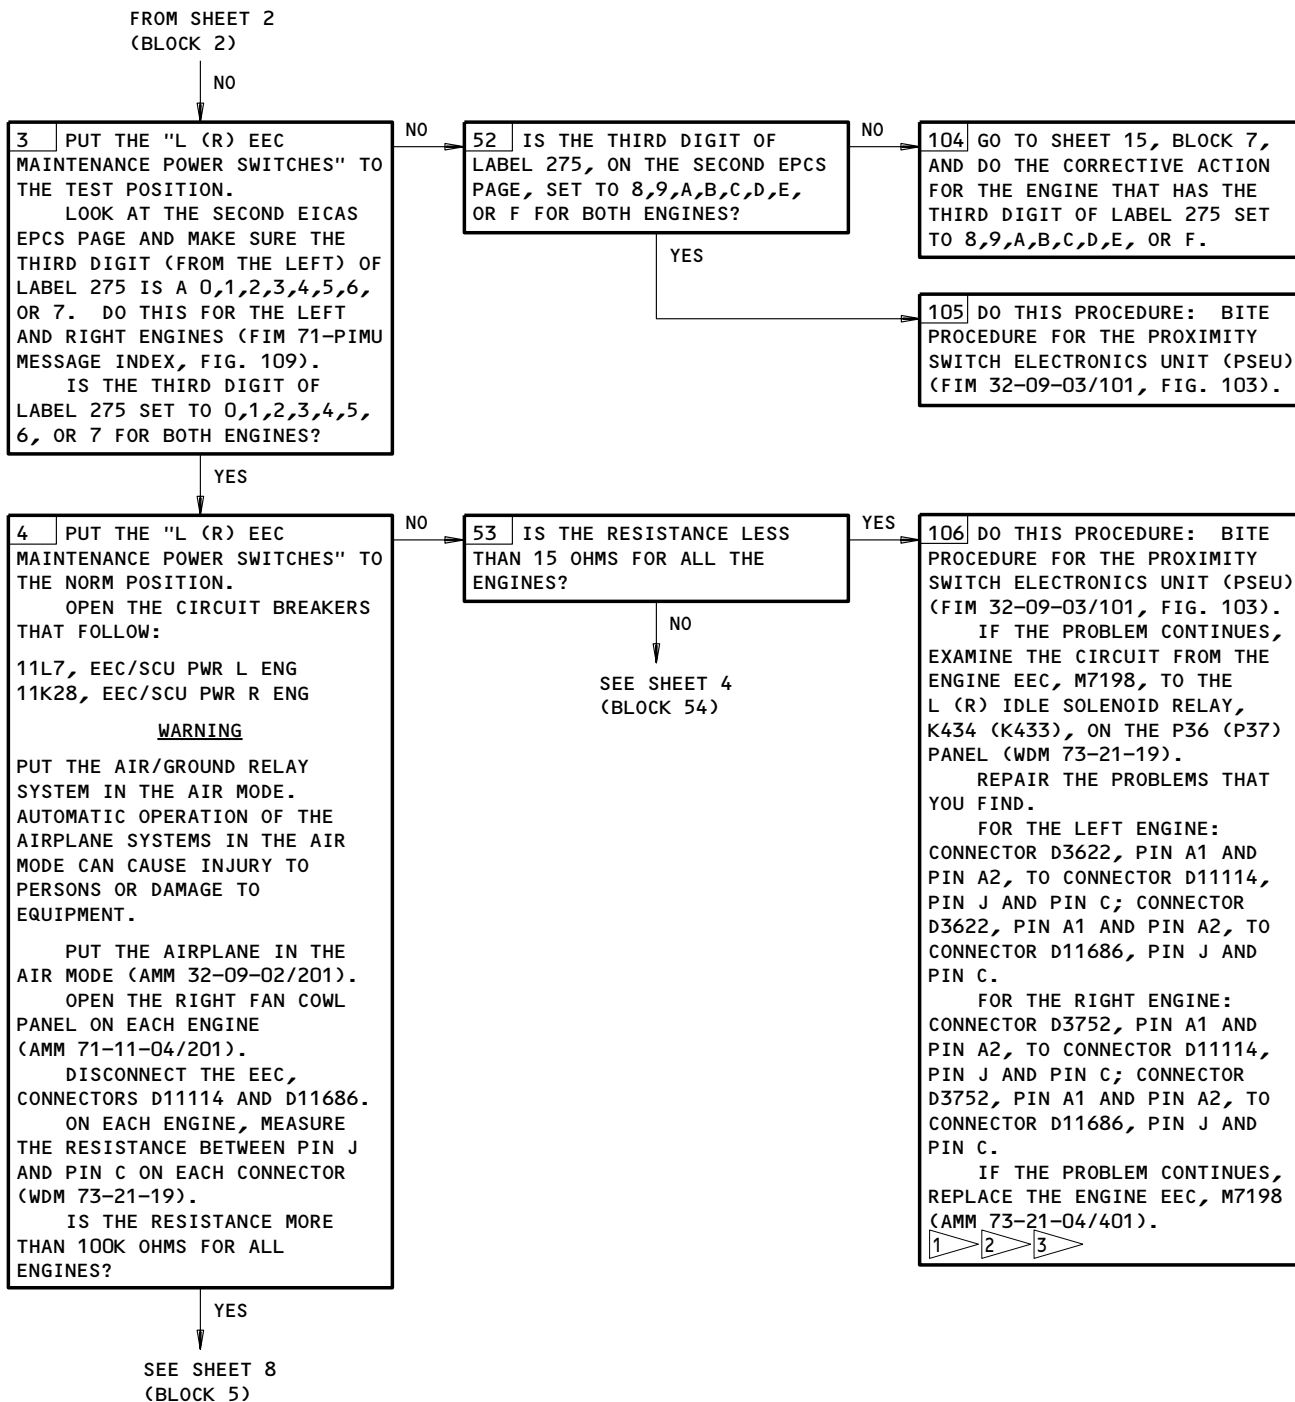 FROM SHEET 2
(BLOCK 2)
NO
3 PUT THE "L (R) EEC
MAINTENANCE POWER SWITCHES" TO
THE TEST POSITION.
LOOK AT THE SECOND EICAS
EPCS PAGE AND MAKE SURE THE
THIRD DIGIT (FROM THE LEFT) OF
LABEL 275 IS A 0,1,2,3,4,5,6,
OR 7. DO THIS FOR THE LEFT
AND RIGHT ENGINES (FIM 71-PIMU
MESSAGE INDEX, FIG. 109).
IS THE THIRD DIGIT OF
LABEL 275 SET TO 0,1,2,3,4,5,
6, OR 7 FOR BOTH ENGINES?
NO
52 IS THE THIRD DIGIT OF
LABEL 275, ON THE SECOND EPCS
PAGE, SET TO 8,9,A,B,C,D,E,
OR F FOR BOTH ENGINES?
NO
YES
104 GO TO SHEET 15, BLOCK 7,
AND DO THE CORRECTIVE ACTION
FOR THE ENGINE THAT HAS THE
THIRD DIGIT OF LABEL 275 SET
TO 8,9,A,B,C,D,E, OR F.
105 DO THIS PROCEDURE: BITE
PROCEDURE FOR THE PROXIMITY
SWITCH ELECTRONICS UNIT (PSEU)
(FIM 32-09-03/101, FIG. 103).
YES
4 PUT THE "L (R) EEC
MAINTENANCE POWER SWITCHES" TO
THE NORM POSITION.
OPEN THE CIRCUIT BREAKERS
THAT FOLLOW:
11L7, EEC/SCU PWR L ENG
11K28, EEC/SCU PWR R ENG
WARNING
PUT THE AIR/GROUND RELAY
SYSTEM IN THE AIR MODE.
AUTOMATIC OPERATION OF THE
AIRPLANE SYSTEMS IN THE AIR
MODE CAN CAUSE INJURY TO
PERSONS OR DAMAGE TO
EQUIPMENT.
PUT THE AIRPLANE IN THE
AIR MODE (AMM 32-09-02/201).
OPEN THE RIGHT FAN COWL
PANEL ON EACH ENGINE
(AMM 71-11-04/201).
DISCONNECT THE EEC,
CONNECTORS D11114 AND D11686.
ON EACH ENGINE, MEASURE
THE RESISTANCE BETWEEN PIN J
AND PIN C ON EACH CONNECTOR
(WDM 73-21-19).
IS THE RESISTANCE MORE
THAN 100K OHMS FOR ALL
ENGINES?
NO
53 IS THE RESISTANCE LESS
THAN 15 OHMS FOR ALL THE
ENGINES?
YES
NO
SEE SHEET 4
(BLOCK 54)
106 DO THIS PROCEDURE: BITE
PROCEDURE FOR THE PROXIMITY
SWITCH ELECTRONICS UNIT (PSEU)
(FIM 32-09-03/101, FIG. 103).
IF THE PROBLEM CONTINUES,
EXAMINE THE CIRCUIT FROM THE
ENGINE EEC, M7198, TO THE
L (R) IDLE SOLENOID RELAY,
K434 (K433), ON THE P36 (P37)
PANEL (WDM 73-21-19).
REPAIR THE PROBLEMS THAT
YOU FIND.
FOR THE LEFT ENGINE:
CONNECTOR D3622, PIN A1 AND
PIN A2, TO CONNECTOR D11114,
PIN J AND PIN C; CONNECTOR
D3622, PIN A1 AND PIN A2, TO
CONNECTOR D11686, PIN J AND
PIN C.
FOR THE RIGHT ENGINE:
CONNECTOR D3752, PIN A1 AND
PIN A2, TO CONNECTOR D11114,
PIN J AND PIN C; CONNECTOR
D3752, PIN A1 AND PIN A2, TO
CONNECTOR D11686, PIN J AND
PIN C.
IF THE PROBLEM CONTINUES,
REPLACE THE ENGINE EEC, M7198
(AMM 73-21-04/401).
1 2 3
YES
SEE SHEET 8
(BLOCK 5)